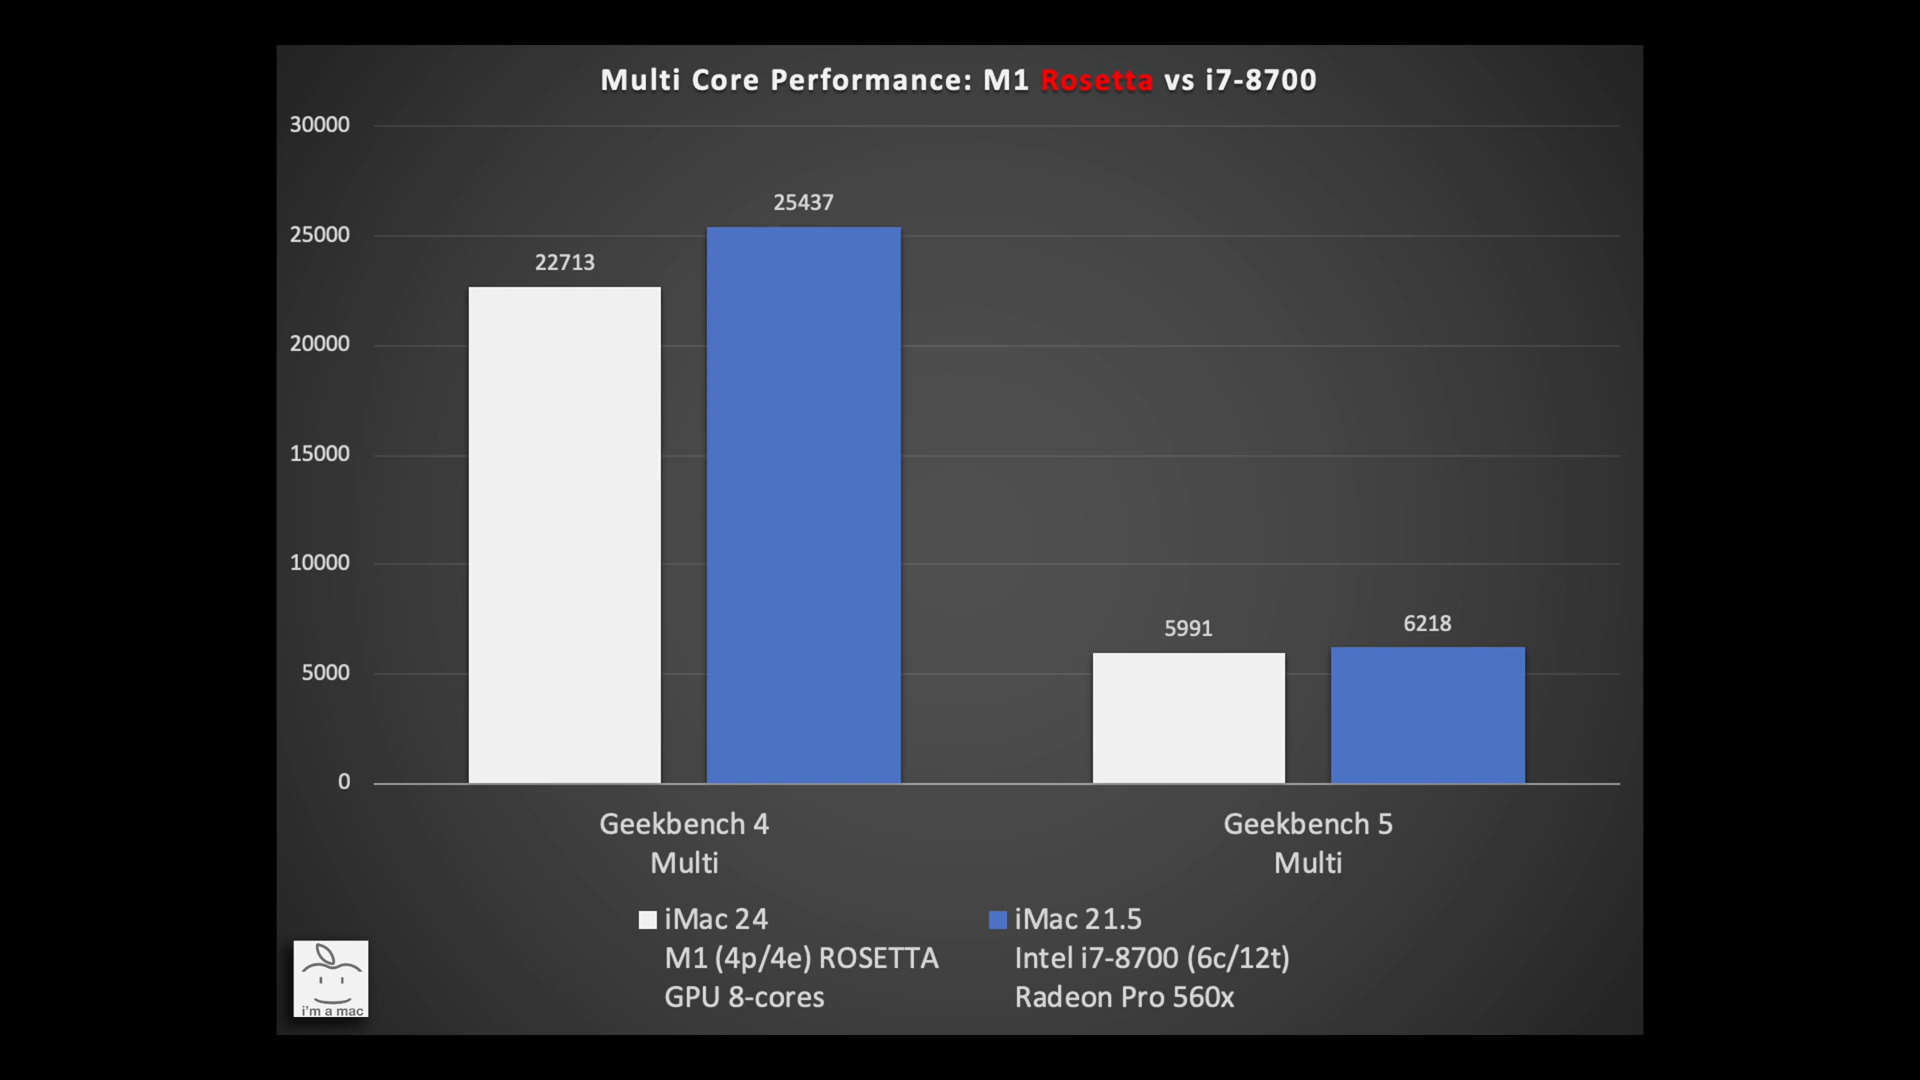 Multi Core Performance: M1 Rosetta vs i7-8700
30000
25000
20000
15000
10000
5000
0
22713
25437
5991
6218
Geekbench 4
Multi
Geekbench 5
Multi
iMac 24
M1 (4p/4e) ROSETTA
GPU 8-cores
iMac 21.5
Intel i7-8700 (6c/12t)
Radeon Pro 560x
i'm a mac